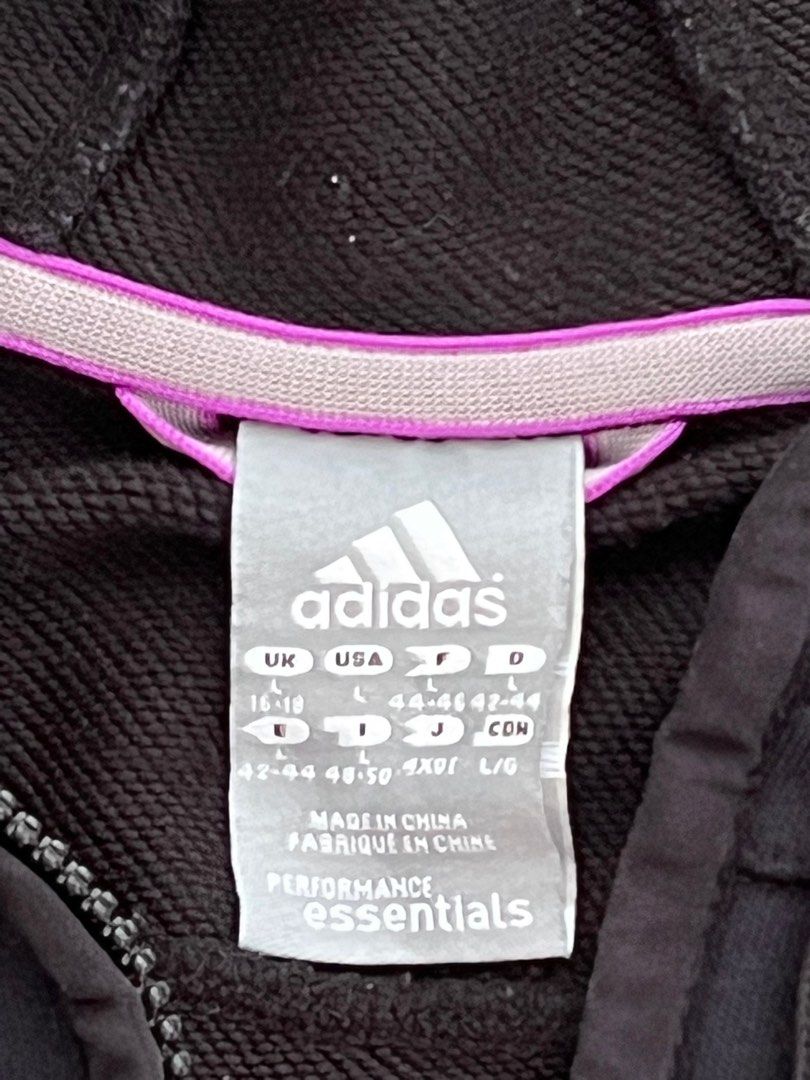 adidas
UK USA F D
L L L L
16-18 44-46 42-44
E I J CDN
L L
42-44 48-50 L/G
MADE IN CHINA
FABRIQUÉ EN CHINE
PERFORMANCE
essentials